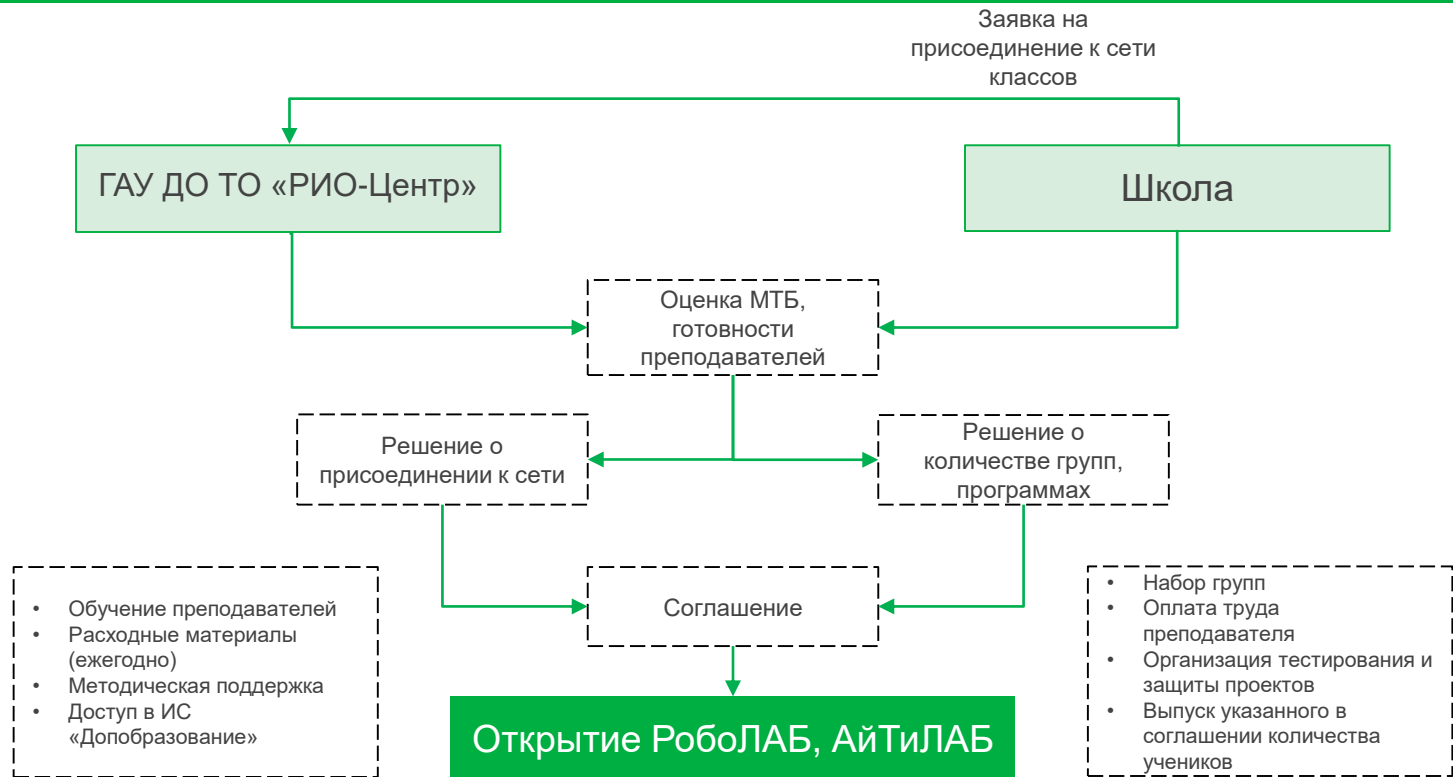 Заявка на
присоединение к сети
классов
ГАУ ДО ТО «РИО-Центр»
Школа
Оценка МТБ,
готовности
преподавателей
Решение о
присоединении к сети
Решение о
количестве групп,
программах
• Обучение преподавателей
• Расходные материалы
(ежегодно)
• Методическая поддержка
• Доступ в ИС
«Допобразование»
Соглашение
• Набор групп
• Оплата труда
преподавателя
• Организация тестирования и
защиты проектов
• Выпуск указанного в
соглашении количества
учеников
Открытие РобоЛАБ, АйТиЛАБ